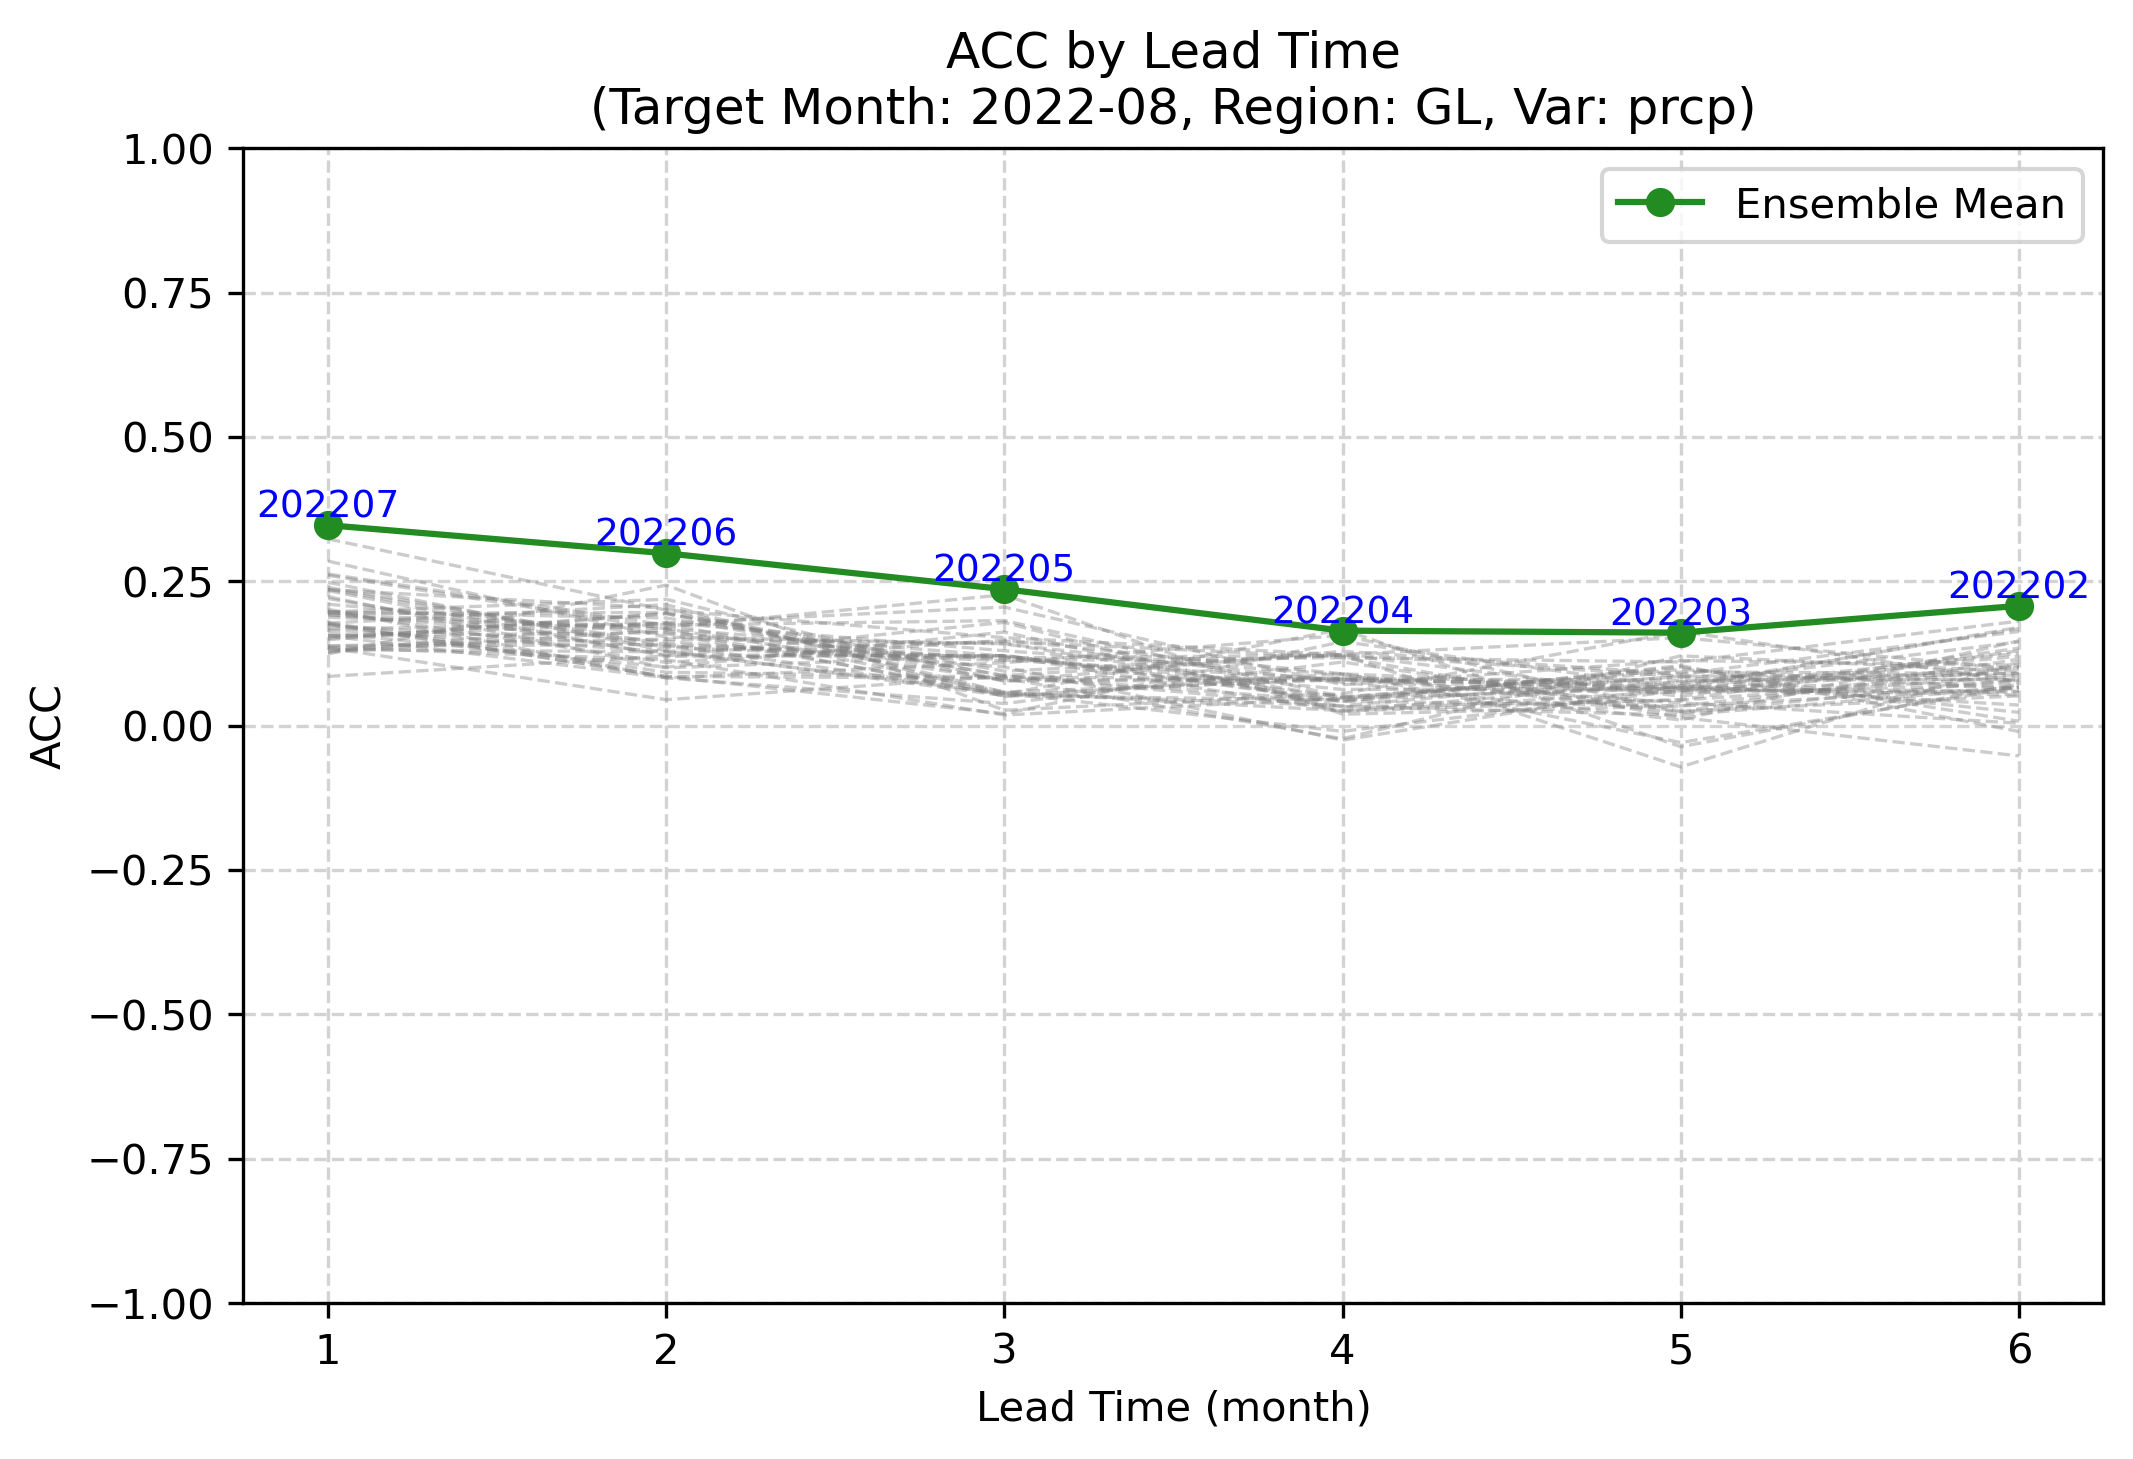 ACC by Lead Time
(Target Month: 2022-08, Region: GL, Var: prcp)
1.00
0.75
0.50
0.25
0.00
−0.25
−0.50
−0.75
−1.00
ACC
Ensemble Mean
202207
202206
202205
202204
202203
202202
1 2 3 4 5 6
Lead Time (month)